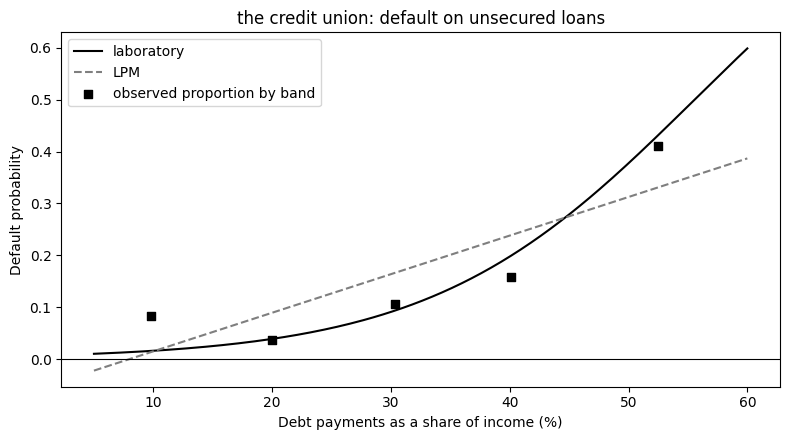 the credit union: default on unsecured loans
laboratory
LPM
observed proportion by band
Default probability
0.6
0.5
0.4
0.3
0.2
0.1
0.0
10 20 30 40 50 60
Debt payments as a share of income (%)